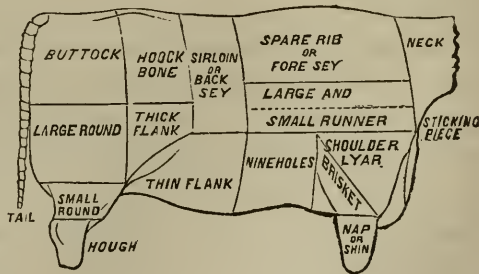 BUTTOCK
HOOCK
BONE
SIRLOIN
OR
BACK
SEY
SPARE RIB
OR
FORE SEY
NECK
LARGE AND
SMALL RUNNER
LARGE ROUND
THICK
FLANK
STICKING
PIECE
SHOULDER
LYAR
NINEHOLES
BRISKET
THIN FLANK
SMALL
ROUND
TAIL
HOUGH
NAP
OR
SHIN